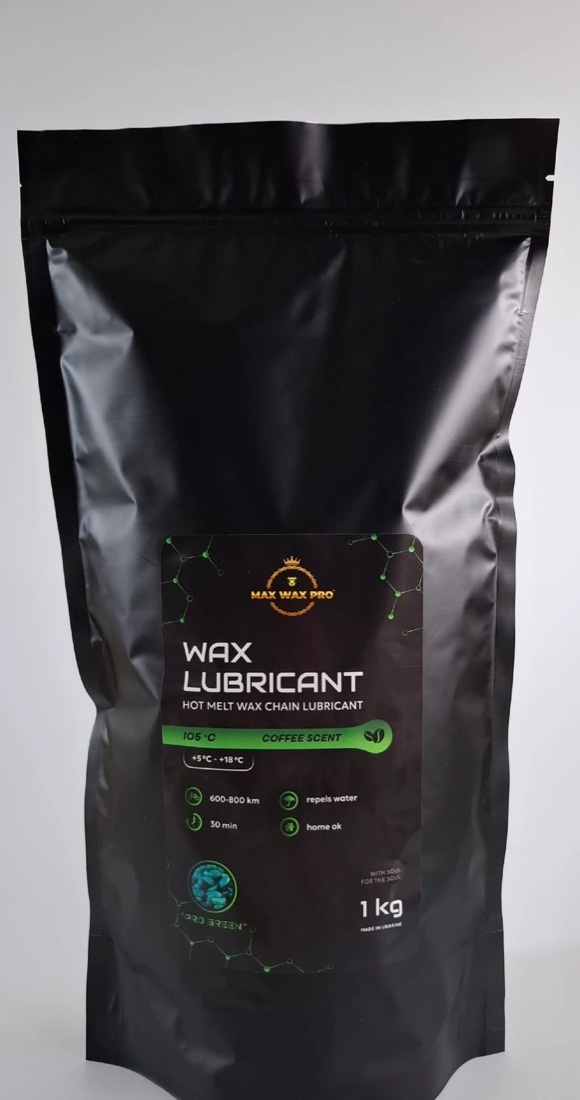 MAX WAX PRO
WAX
LUBRICANT
HOT MELT WAX CHAIN LUBRICANT
105 °C COFFEE SCENT
+5°C - +18°C
600-800 km repels water
30 min home ok
WITH SOUL
FOR THE SOUL
1 kg
"PRO GREEN"
MADE IN UKRAINE